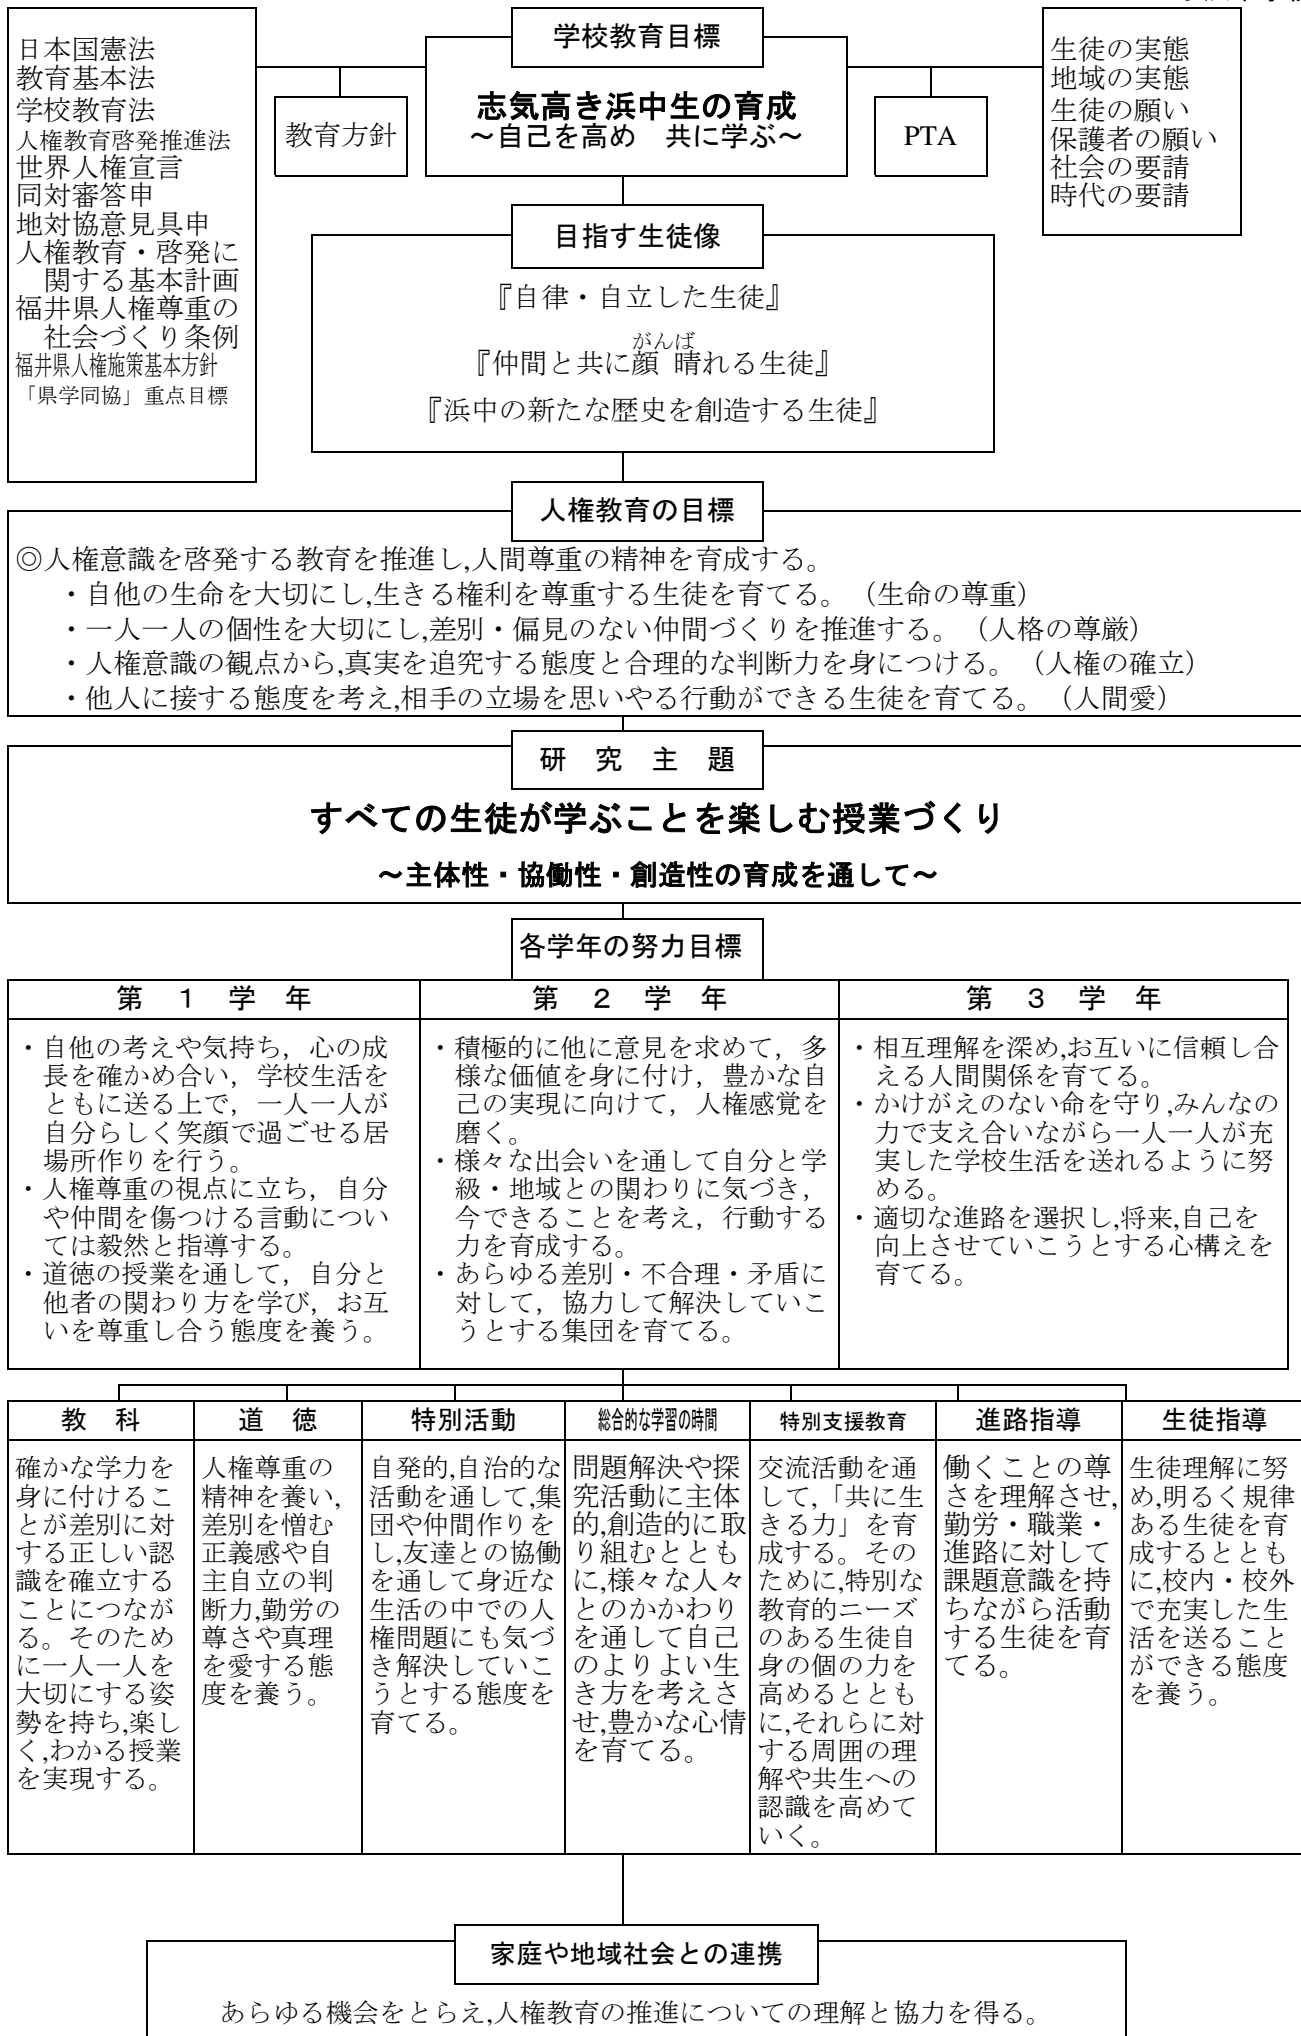 日本国憲法
教育基本法
学校教育法
人権教育啓発推進法
世界人権宣言
同対審答申
地対協意見具申
人権教育・啓発に
関する基本計画
福井県人権尊重の
社会づくり条例
福井県人権施策基本方針
「県学同協」重点目標
教育方針
学校教育目標
志気高き浜中生の育成
～自己を高め　共に学ぶ～
PTA
生徒の実態
地域の実態
生徒の願い
保護者の願い
社会の要請
時代の要請
目指す生徒像
『自律・自立した生徒』
がんば
『仲間と共に顔 晴れる生徒』
『浜中の新たな歴史を創造する生徒』
人権教育の目標
◎人権意識を啓発する教育を推進し,人間尊重の精神を育成する。
・自他の生命を大切にし,生きる権利を尊重する生徒を育てる。（生命の尊重）
・一人一人の個性を大切にし,差別・偏見のない仲間づくりを推進する。（人格の尊厳）
・人権意識の観点から,真実を追究する態度と合理的な判断力を身につける。（人権の確立）
・他人に接する態度を考え,相手の立場を思いやる行動ができる生徒を育てる。（人間愛）
研　究　主　題
すべての生徒が学ぶことを楽しむ授業づくり
～主体性・協働性・創造性の育成を通して～
各学年の努力目標
第　１　学　年
・自他の考えや気持ち，心の成
長を確かめ合い，学校生活を
ともに送る上で，一人一人が
自分らしく笑顔で過ごせる居
場所作りを行う。
・人権尊重の視点に立ち，自分
や仲間を傷つける言動につい
ては毅然と指導する。
・道徳の授業を通して，自分と
他者の関わり方を学び，お互
いを尊重し合う態度を養う。
第　２　学　年
・積極的に他に意見を求めて，多
様な価値を身に付け，豊かな自
己の実現に向けて，人権感覚を
磨く。
・様々な出会いを通して自分と学
級・地域との関わりに気づき，
今できることを考え，行動する
力を育成する。
・あらゆる差別・不合理・矛盾に
対して，協力して解決していこ
うとする集団を育てる。
第　３　学　年
・相互理解を深め,お互いに信頼し合
える人間関係を育てる。
・かけがえのない命を守り,みんなの
力で支え合いながら一人一人が充
実した学校生活を送れるように努
める。
・適切な進路を選択し,将来,自己を
向上させていこうとする心構えを
育てる。
教　科
確かな学力を
身に付けるこ
とが差別に対
する正しい認
識を確立する
ことにつなが
る。そのため
に一人一人を
大切にする姿
勢を持ち,楽し
く,わかる授業
を実現する。
道　徳
人権尊重の
精神を養い,
差別を憎む
正義感や自
主自立の判
断力,勤労の
尊さや真理
を愛する態
度を養う。
特別活動
自発的,自治的な
活動を通して,集
団や仲間作りを
し,友達との協働
を通して身近な
生活の中での人
権問題にも気づ
き解決していこ
うとする態度を
育てる。
総合的な学習の時間
問題解決や探
究活動に主体
的,創造的に取
り組むととも
に,様々な人々
とのかかわり
を通して自己
のよりよい生
き方を考えさ
せ,豊かな心情
を育てる。
特別支援教育
交流活動を通
して,「共に生
きる力」を育
成する。その
ために,特別な
教育的ニーズ
のある生徒自
身の個の力を
高めるととも
に,それらに対
する周囲の理
解や共生への
認識を高めて
いく。
進路指導
働くことの尊
さを理解させ,
勤労・職業・
進路に対して
課題意識を持
ちながら活動
する生徒を育
てる。
生徒指導
生徒理解に努
め,明るく規律
ある生徒を育
成するととも
に,校内・校外
で充実した生
活を送ること
ができる態度
を養う。
家庭や地域社会との連携
あらゆる機会をとらえ,人権教育の推進についての理解と協力を得る。